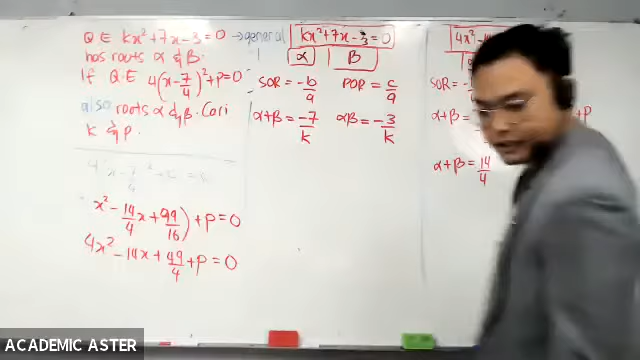 Q.E kx²+7x-3=0 → general
has roots α & β.
If Q.E 4(x-7/4)²+p=0
also roots α & β. Cari
k & p.
x² - 14/4 x + 49/16) + p = 0
4x² - 14x + 49/4 + p = 0
kx²+7x-3=0
α β
SOR = -b/a POR = c/a
α+β = -7/k αβ = -3/k
4x²-14
SOR = -
α+β =
+ p
α+β = 14/4
ACADEMIC ASTER